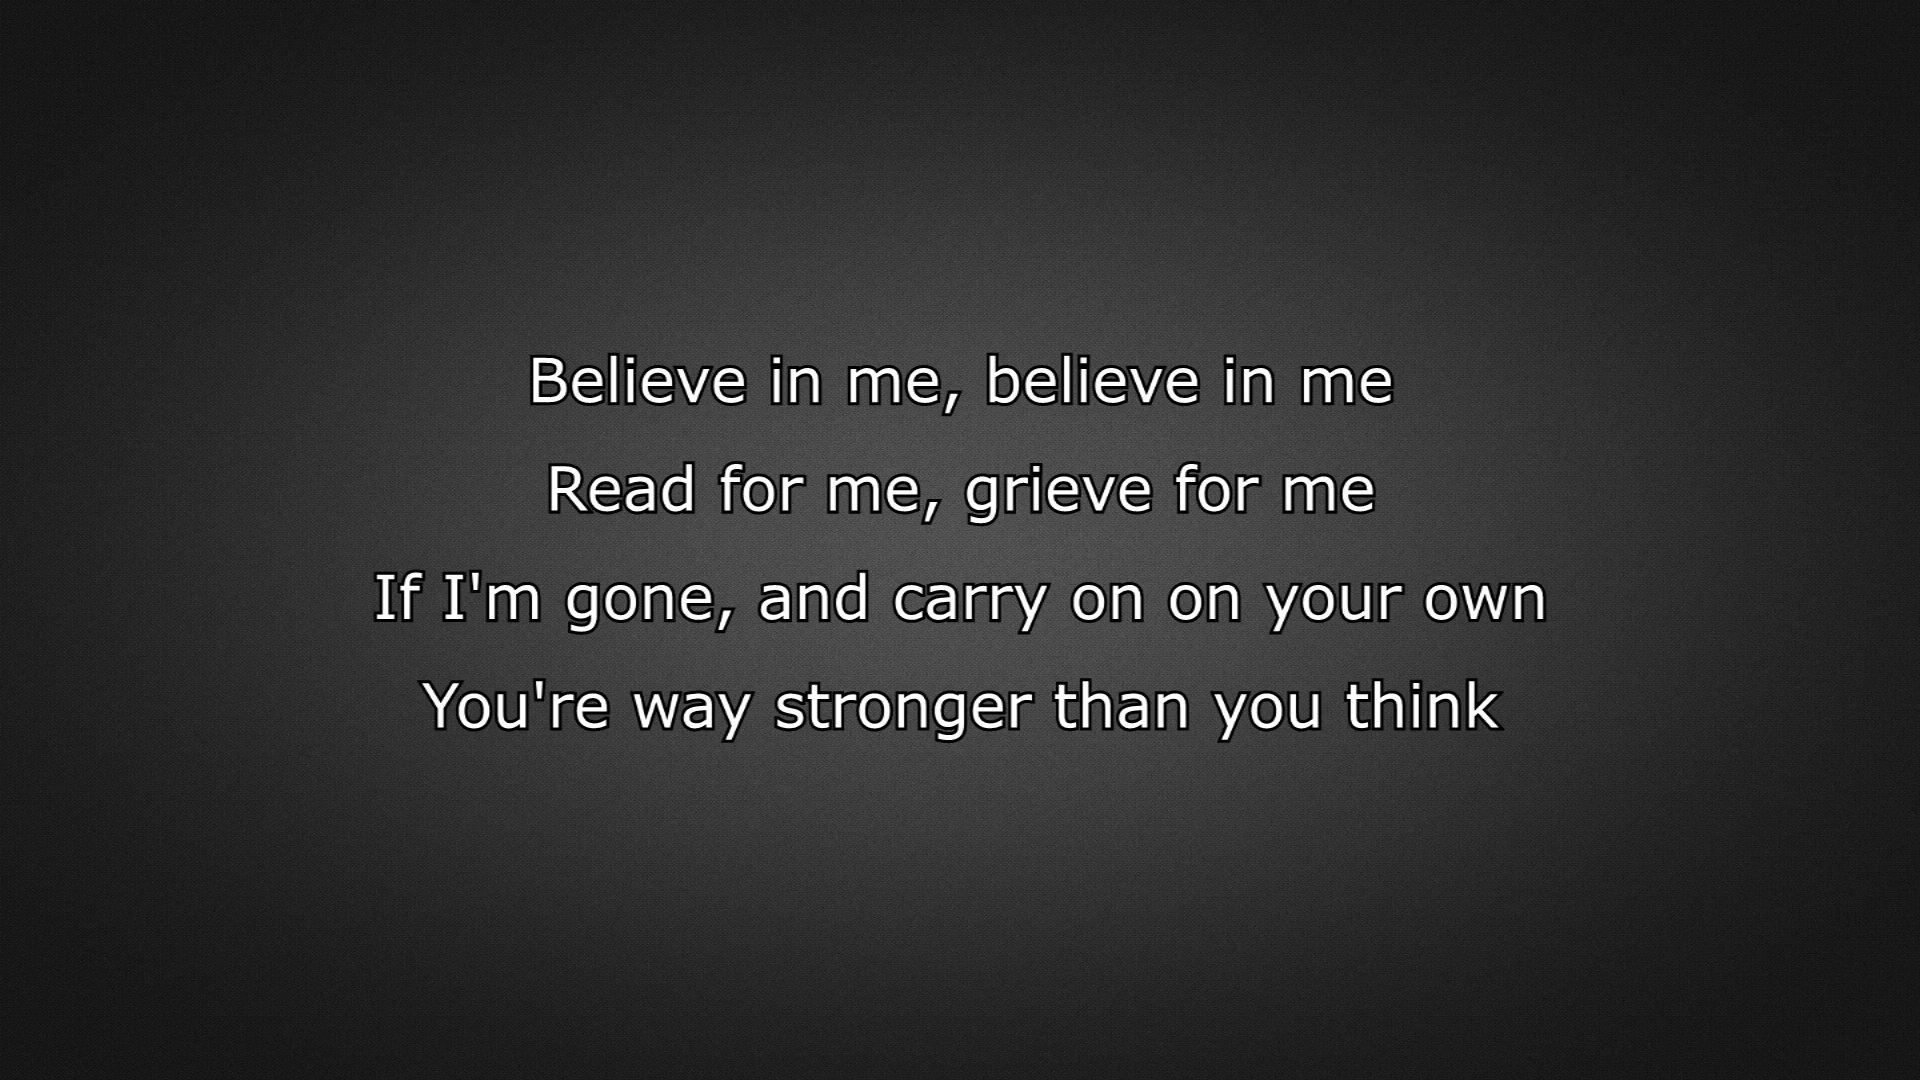 Believe in me, believe in me
Read for me, grieve for me
If I'm gone, and carry on on your own
You're way stronger than you think